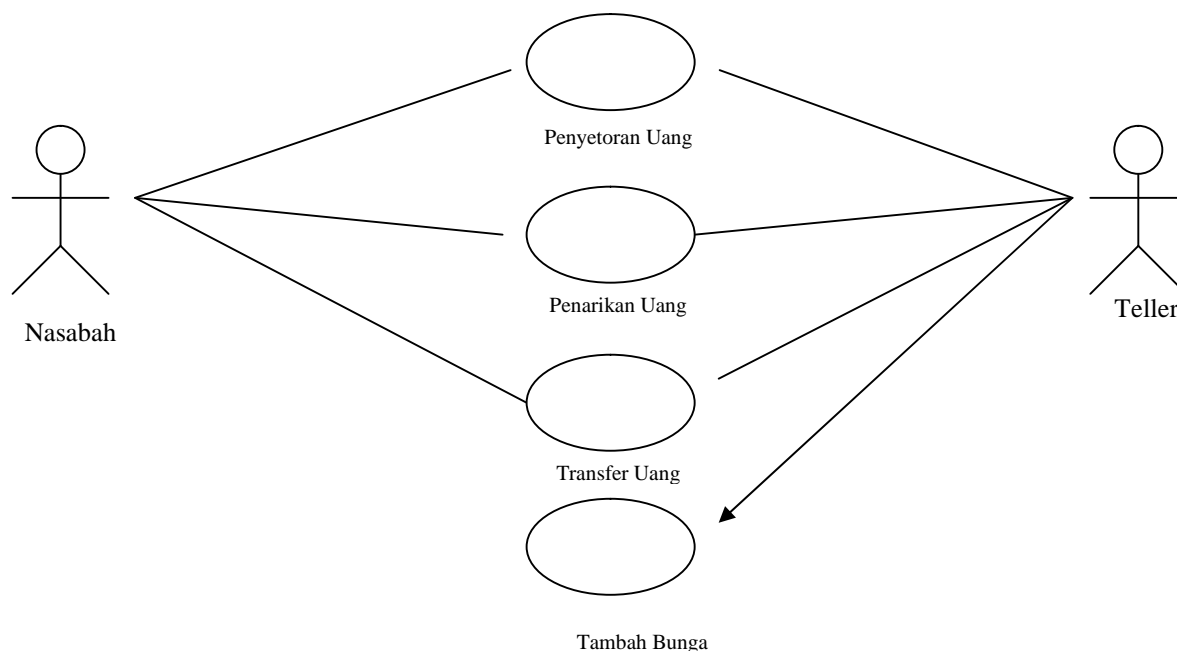 Penyetoran Uang
Penarikan Uang
Nasabah
Teller
Transfer Uang
Tambah Bunga